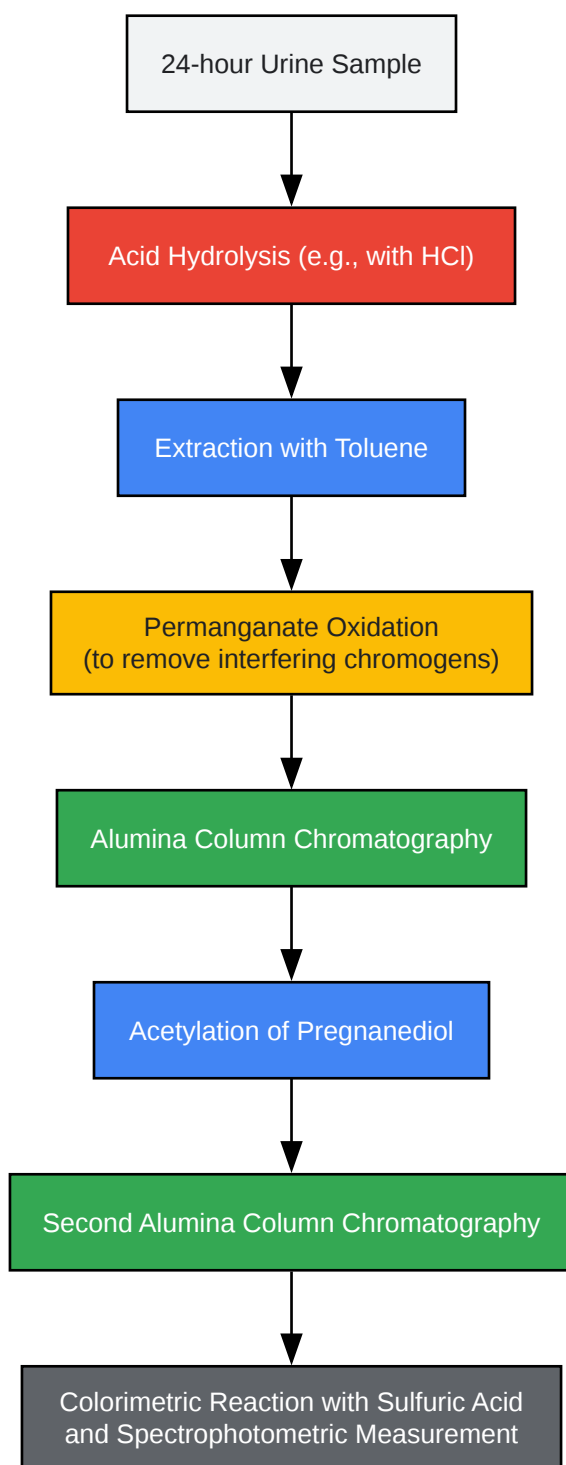 24-hour Urine Sample
Acid Hydrolysis (e.g., with HCl)
Extraction with Toluene
Permanganate Oxidation
(to remove interfering chromogens)
Alumina Column Chromatography
Acetylation of Pregnanediol
Second Alumina Column Chromatography
Colorimetric Reaction with Sulfuric Acid
and Spectrophotometric Measurement